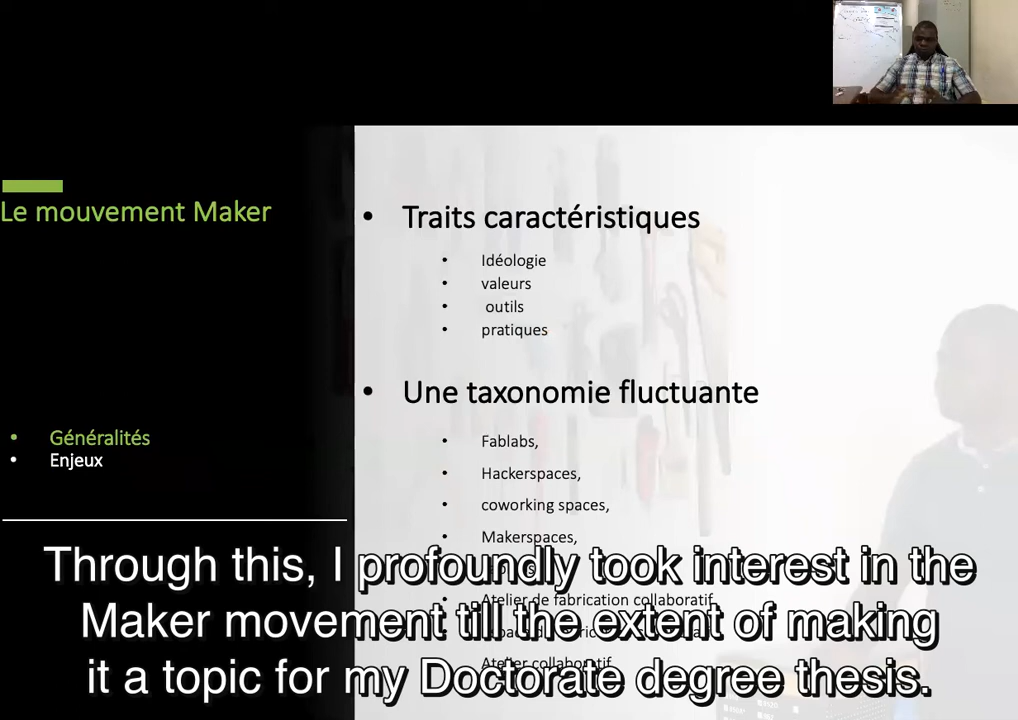 Le mouvement Maker
Généralités
Enjeux
Traits caractéristiques
Idéologie
valeurs
outils
pratiques
Une taxonomie fluctuante
Fablabs,
Hackerspaces,
coworking spaces,
Makerspaces,
Atelier de fabrication collaboratif
Atelier collaboratif
Through this, I profoundly took interest in the
Maker movement till the extent of making
it a topic for my Doctorate degree thesis.